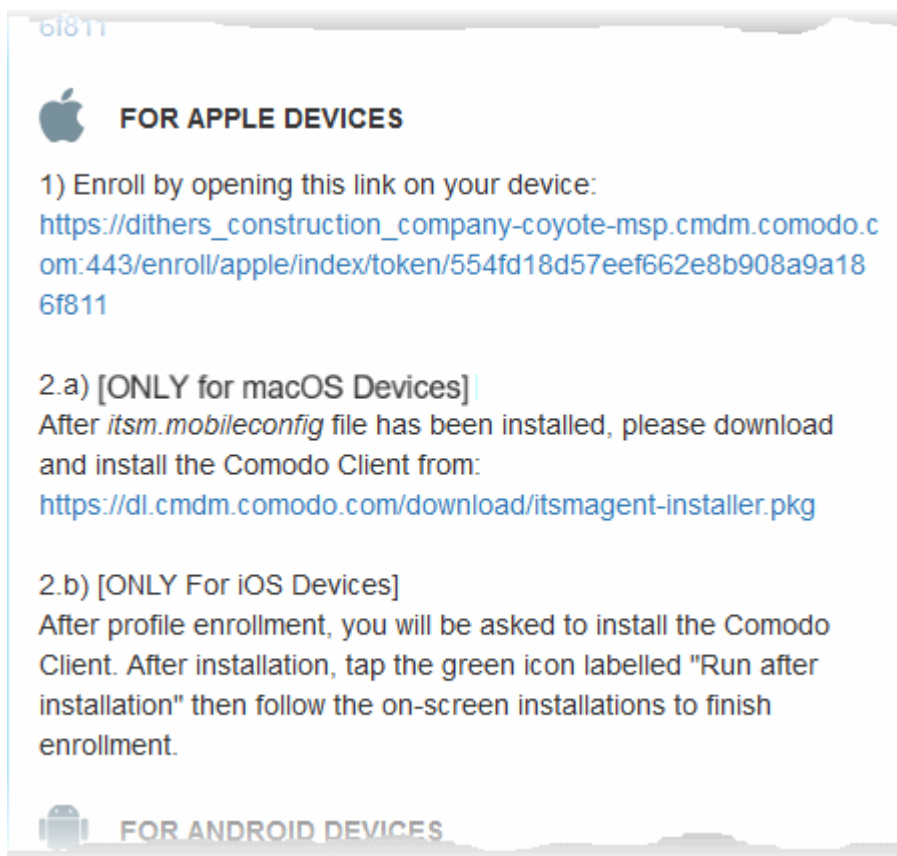 6f811
FOR APPLE DEVICES
1) Enroll by opening this link on your device:
https://dithers_construction_company-coyote-msp.cmdm.comodo.c
om:443/enroll/apple/index/token/554fd18d57eef662e8b908a9a18
6f811
2.a) [ONLY for macOS Devices]
After itsm.mobileconfig file has been installed, please download
and install the Comodo Client from:
https://dl.cmdm.comodo.com/download/itsmagent-installer.pkg
2.b) [ONLY For iOS Devices]
After profile enrollment, you will be asked to install the Comodo
Client. After installation, tap the green icon labelled "Run after
installation" then follow the on-screen installations to finish
enrollment.
FOR ANDROID DEVICES